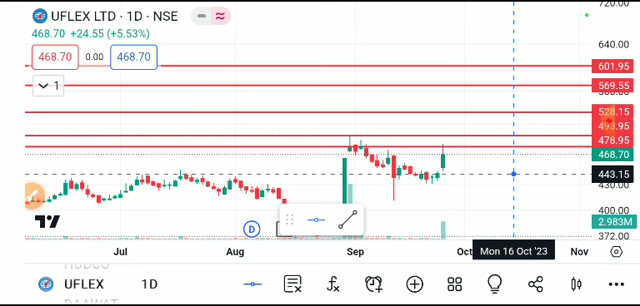 720.00
UFLEX LTD · 1D · NSE
468.70 +24.55 (+5.53%)
640.00
468.70 0.00 468.70
601.95
1
569.55
528.15
493.95
478.95
468.70
443.15
430.00
400.00
2.983M
372.00
D
Jul Aug Sep Oct Mon 16 Oct '23 Nov
HUDCO
UFLEX 1D
DAAWAT